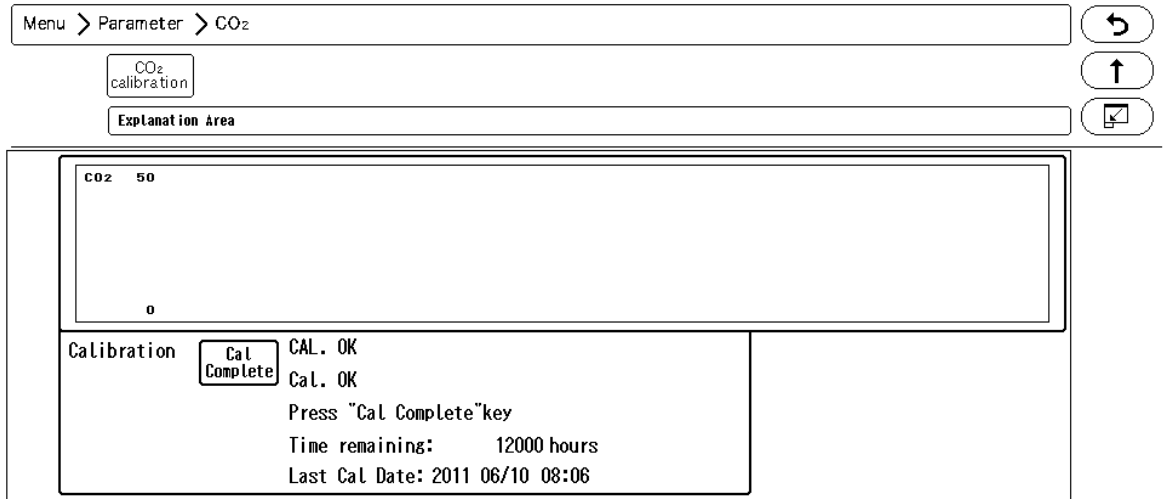 Menu > Parameter > CO₂
CO₂
calibration
Explanation Area
CO2 50
0
Calibration
Cal
Complete
CAL. OK
Cal. OK
Press "Cal Complete"key
Time remaining: 12000 hours
Last Cal Date: 2011 06/10 08:06